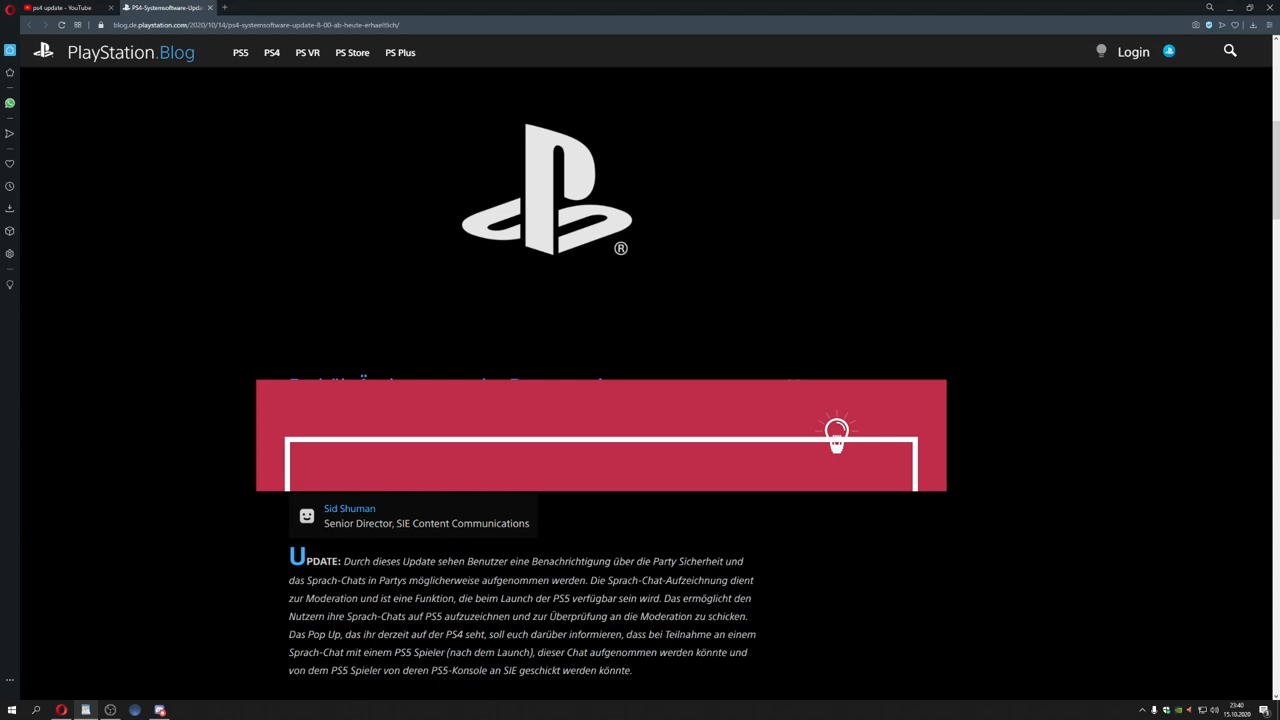 ps4 update - YouTube
PS4-Systemsoftware-Upda
blog.de.playstation.com/2020/10/14/ps4-systemsoftware-update-8-00-ab-heute-erhaeltlich/
PlayStation.Blog
PS5
PS4
PS VR
PS Store
PS Plus
Login
®
Sid Shuman
Senior Director, SIE Content Communications
UPDATE: Durch dieses Update sehen Benutzer eine Benachrichtigung über die Party Sicherheit und
das Sprach-Chats in Partys möglicherweise aufgenommen werden. Die Sprach-Chat-Aufzeichnung dient
zur Moderation und ist eine Funktion, die beim Launch der PS5 verfügbar sein wird. Das ermöglicht den
Nutzern ihre Sprach-Chats auf PS5 aufzuzeichnen und zur Überprüfung an die Moderation zu schicken.
Das Pop Up, das ihr derzeit auf der PS4 seht, soll euch darüber informieren, dass bei Teilnahme an einem
Sprach-Chat mit einem PS5 Spieler (nach dem Launch), dieser Chat aufgenommen werden könnte und
von dem PS5 Spieler von deren PS5-Konsole an SIE geschickt werden könnte.
23:40
15.10.2020